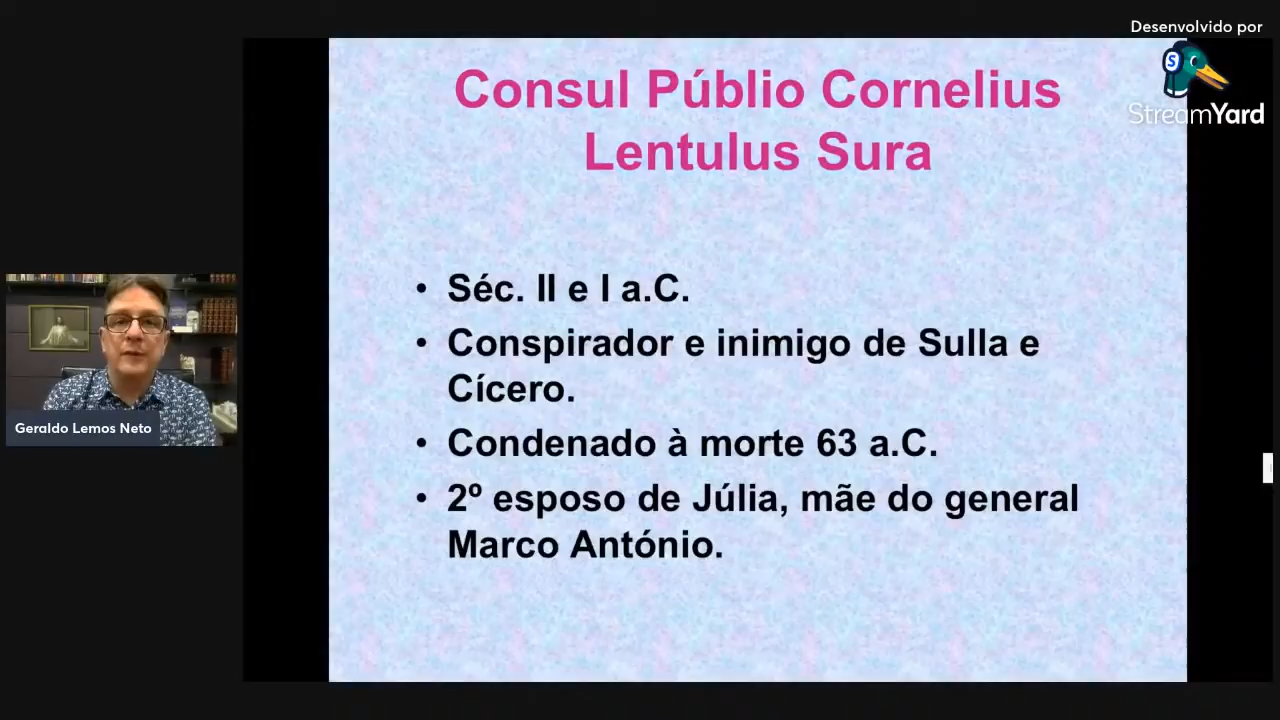 Desenvolvido por
StreamYard
Consul Públio Cornelius
Lentulus Sura
• Séc. II e I a.C.
• Conspirador e inimigo de Sulla e
Cícero.
• Condenado à morte 63 a.C.
• 2º esposo de Júlia, mãe do general
Marco António.
Geraldo Lemos Neto